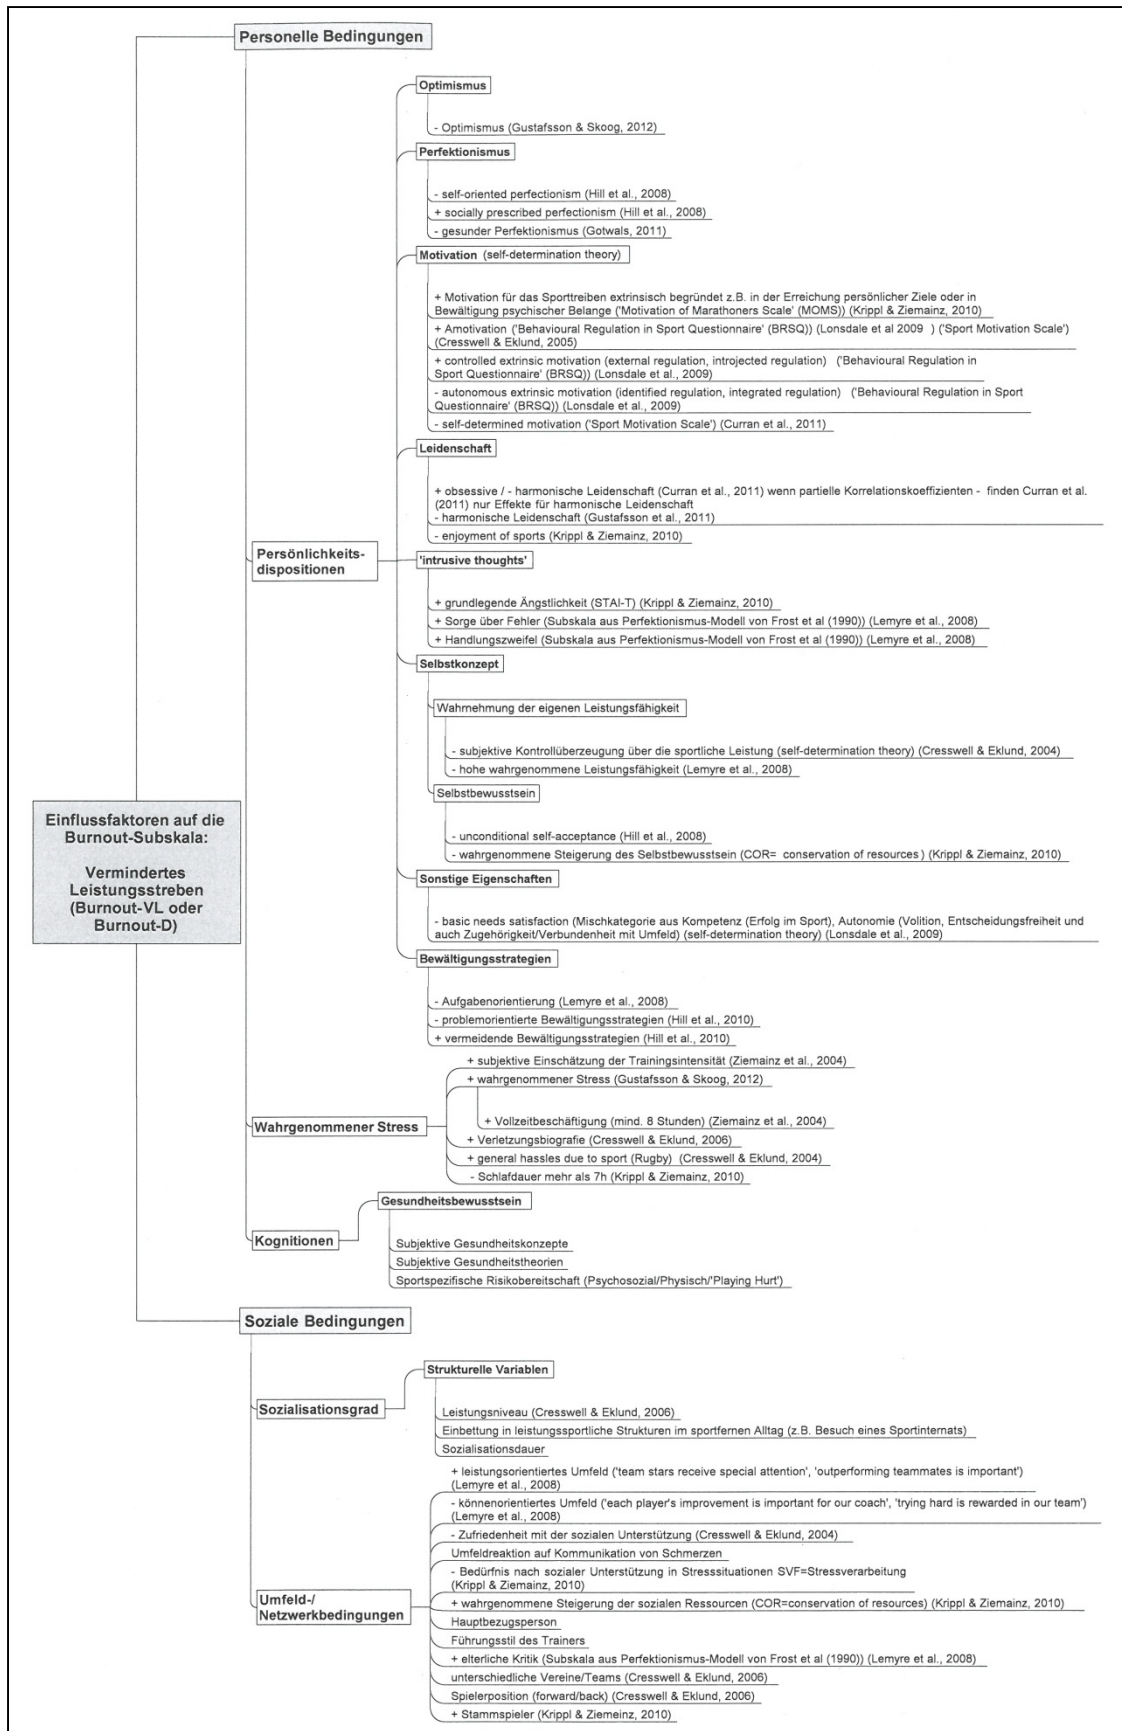 Personelle Bedingungen
Optimismus
- Optimismus (Gustafsson & Skoog, 2012)
Perfektionismus
- self-oriented perfectionism (Hill et al., 2008)
+ socially prescribed perfectionism (Hill et al., 2008)
- gesunder Perfektionismus (Gotwals, 2011)
Motivation (self-determination theory)
+ Motivation für das Sporttreiben extrinsisch begründet z.B. in der Erreichung persönlicher Ziele oder in
Bewältigung psychischer Belange ('Motivation of Marathoners Scale' (MOMS)) (Krippl & Ziemainz, 2010)
+ Amotivation ('Behavioural Regulation in Sport Questionnaire' (BRSQ)) (Lonsdale et al 2009 ) ('Sport Motivation Scale')
(Cresswell & Eklund, 2005)
+ controlled extrinsic motivation (external regulation, introjected regulation) ('Behavioural Regulation in
Sport Questionnaire' (BRSQ)) (Lonsdale et al., 2009)
- autonomous extrinsic motivation (identified regulation, integrated regulation) ('Behavioural Regulation in Sport
Questionnaire' (BRSQ)) (Lonsdale et al., 2009)
- self-determined motivation ('Sport Motivation Scale') (Curran et al., 2011)
Leidenschaft
+ obsessive / - harmonische Leidenschaft (Curran et al., 2011) wenn partielle Korrelationskoeffizienten - finden Curran et al.
(2011) nur Effekte für harmonische Leidenschaft
- harmonische Leidenschaft (Gustafsson et al., 2011)
- enjoyment of sports (Krippl & Ziemainz, 2010)
Persönlichkeits-
dispositionen
'intrusive thoughts'
+ grundlegende Ängstlichkeit (STAI-T) (Krippl & Ziemainz, 2010)
+ Sorge über Fehler (Subskala aus Perfektionismus-Modell von Frost et al (1990)) (Lemyre et al., 2008)
+ Handlungszweifel (Subskala aus Perfektionismus-Modell von Frost et al (1990)) (Lemyre et al., 2008)
Selbstkonzept
Wahrnehmung der eigenen Leistungsfähigkeit
- subjektive Kontrollüberzeugung über die sportliche Leistung (self-determination theory) (Cresswell & Eklund, 2004)
- hohe wahrgenommene Leistungsfähigkeit (Lemyre et al., 2008)
Selbstbewusstsein
- unconditional self-acceptance (Hill et al., 2008)
- wahrgenommene Steigerung des Selbstbewusstsein (COR= conservation of resources ) (Krippl & Ziemainz, 2010)
Einflussfaktoren auf die
Burnout-Subskala:
Vermindertes
Leistungsstreben
(Burnout-VL oder
Burnout-D)
Sonstige Eigenschaften
- basic needs satisfaction (Mischkategorie aus Kompetenz (Erfolg im Sport), Autonomie (Volition, Entscheidungsfreiheit und
auch Zugehörigkeit/Verbundenheit mit Umfeld) (self-determination theory) (Lonsdale et al., 2009)
Bewältigungsstrategien
- Aufgabenorientierung (Lemyre et al., 2008)
- problemorientierte Bewältigungsstrategien (Hill et al., 2010)
+ vermeidende Bewältigungsstrategien (Hill et al., 2010)
Wahrgenommener Stress
+ subjektive Einschätzung der Trainingsintensität (Ziemainz et al., 2004)
+ wahrgenommener Stress (Gustafsson & Skoog, 2012)
+ Vollzeitbeschäftigung (mind. 8 Stunden) (Ziemainz et al., 2004)
+ Verletzungsbiografie (Cresswell & Eklund, 2006)
+ general hassles due to sport (Rugby) (Cresswell & Eklund, 2004)
- Schlafdauer mehr als 7h (Krippl & Ziemainz, 2010)
Kognitionen
Gesundheitsbewusstsein
Subjektive Gesundheitskonzepte
Subjektive Gesundheitstheorien
Sportspezifische Risikobereitschaft (Psychosozial/Physisch/'Playing Hurt')
Soziale Bedingungen
Sozialisationsgrad
Strukturelle Variablen
Leistungsniveau (Cresswell & Eklund, 2006)
Einbettung in leistungssportliche Strukturen im sportfernen Alltag (z.B. Besuch eines Sportinternats)
Sozialisationsdauer
Umfeld-/
Netzwerkbedingungen
+ leistungsorientiertes Umfeld ('team stars receive special attention', 'outperforming teammates is important')
(Lemyre et al., 2008)
- könnenorientiertes Umfeld ('each player's improvement is important for our coach', 'trying hard is rewarded in our team')
(Lemyre et al., 2008)
- Zufriedenheit mit der sozialen Unterstützung (Cresswell & Eklund, 2004)
Umfeldreaktion auf Kommunikation von Schmerzen
- Bedürfnis nach sozialer Unterstützung in Stresssituationen SVF=Stressverarbeitung
(Krippl & Ziemainz, 2010)
+ wahrgenommene Steigerung der sozialen Ressourcen (COR=conservation of resources) (Krippl & Ziemainz, 2010)
Hauptbezugsperson
Führungsstil des Trainers
+ elterliche Kritik (Subskala aus Perfektionismus-Modell von Frost et al (1990)) (Lemyre et al., 2008)
unterschiedliche Vereine/Teams (Cresswell & Eklund, 2006)
Spielerposition (forward/back) (Cresswell & Eklund, 2006)
+ Stammspieler (Krippl & Ziemeinz, 2010)